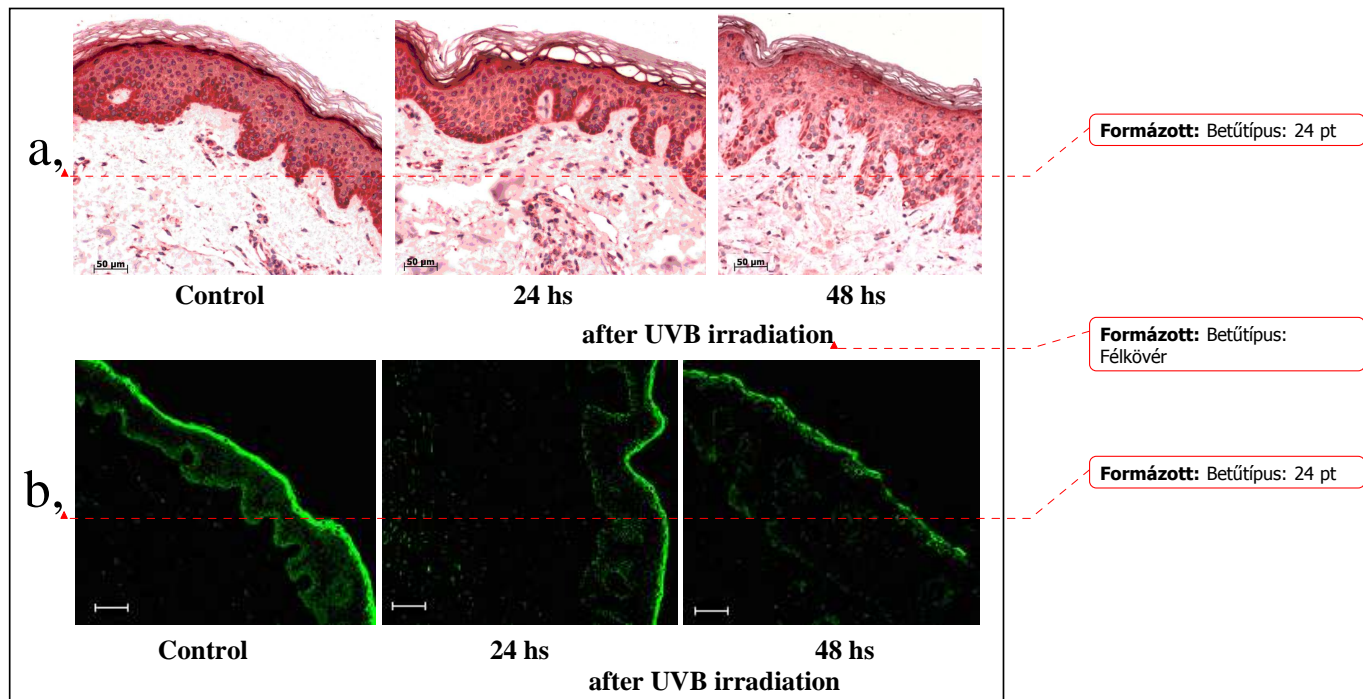 a,
50 µm
50 µm
50 µm
Control
24 hs
48 hs
after UVB irradiation
b,
Control
24 hs
48 hs
after UVB irradiation
Formázott: Betűtípus: 24 pt
Formázott: Betűtípus:
Félkövér
Formázott: Betűtípus: 24 pt